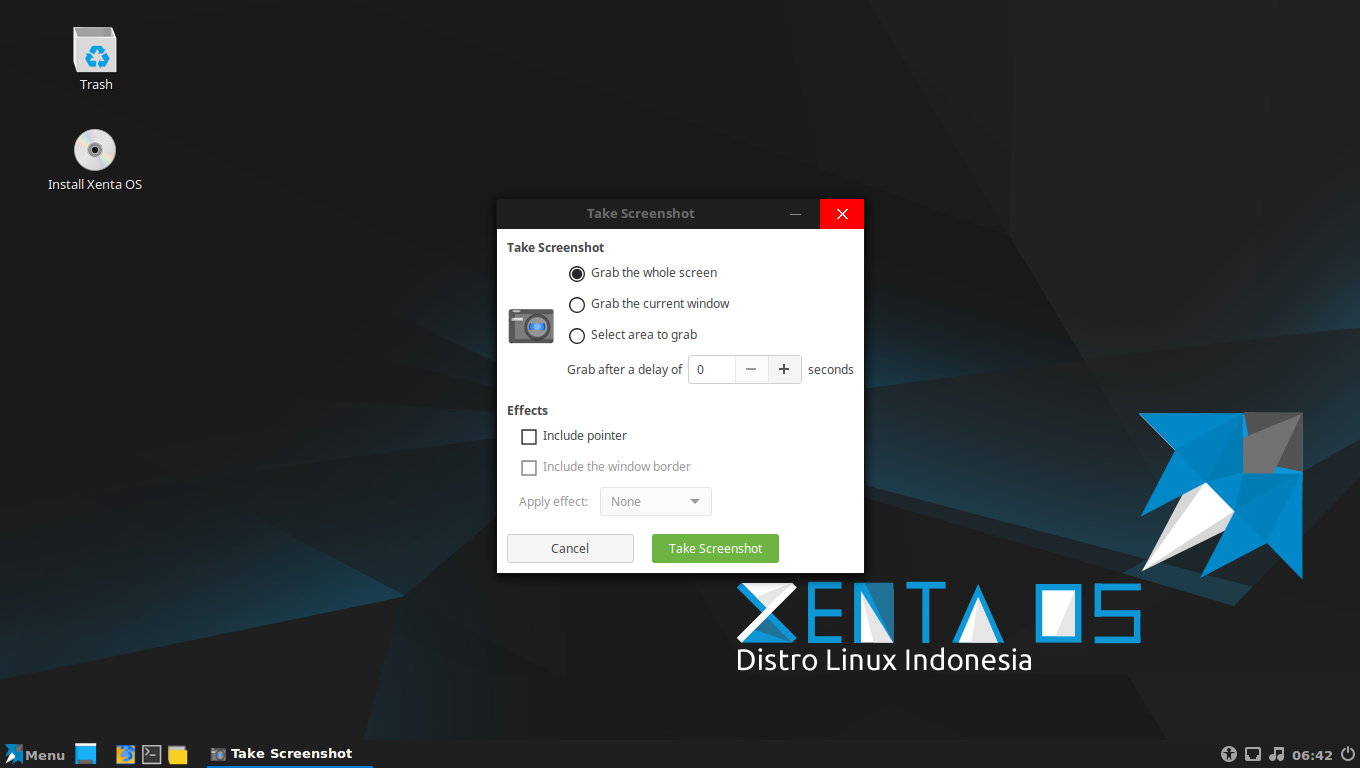 Trash
Install Xenta OS
Take Screenshot
Take Screenshot
Grab the whole screen
Grab the current window
Select area to grab
Grab after a delay of 0 seconds
Effects
Include pointer
Include the window border
Apply effect: None
Cancel
Take Screenshot
XENTA OS
Distro Linux Indonesia
Menu
Take Screenshot
06:42